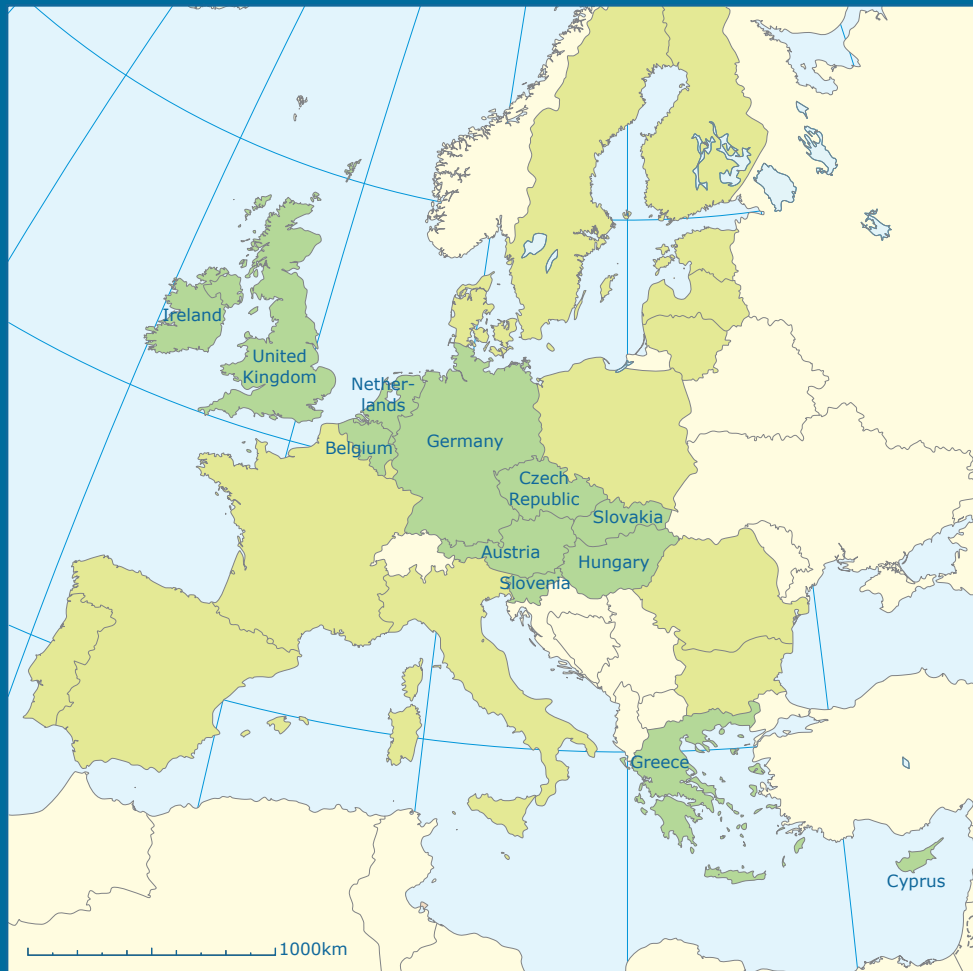 Ireland
United
Kingdom
Nether-
lands
Belgium
Germany
Czech
Republic
Slovakia
Austria
Hungary
Slovenia
Greece
Cyprus
1000km